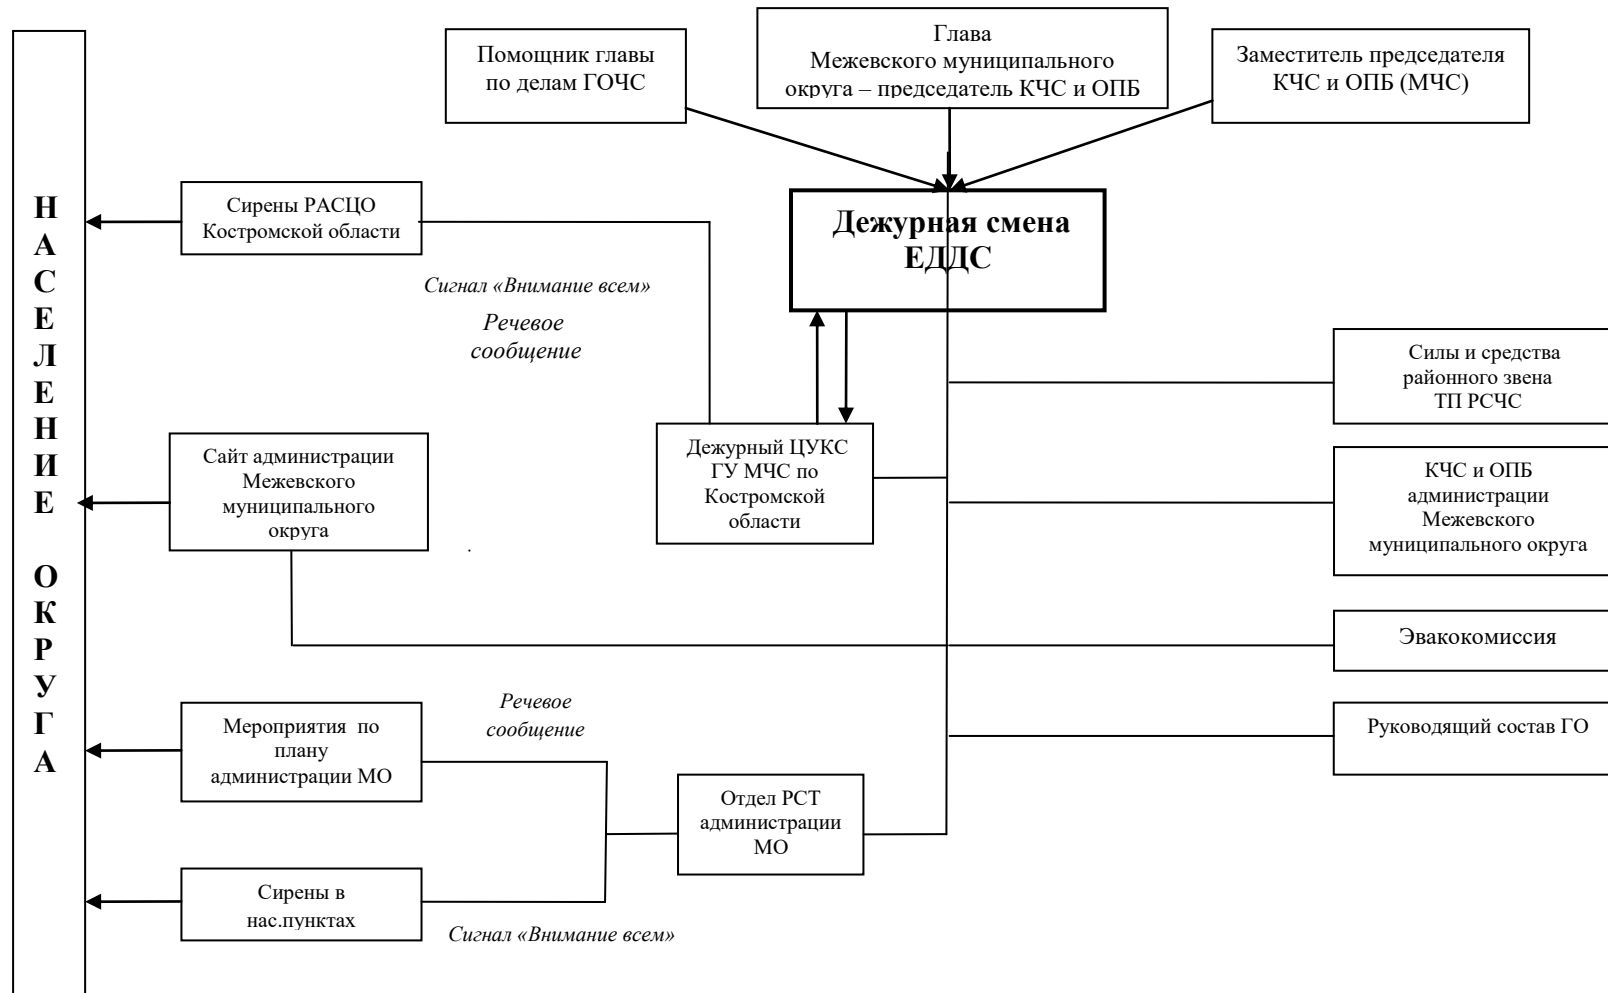 Помощник главы
по делам ГОЧС
Глава
Межевского муниципального
округа – председатель КЧС и ОПБ
Заместитель председателя
КЧС и ОПБ (МЧС)
Дежурная смена
ЕДДС
НАСЕЛЕНИЕ ОКРУГА
Сирены РАСЦО
Костромской области
Сигнал «Внимание всем»
Речевое
сообщение
Силы и средства
районного звена
ТП РСЧС
Сайт администрации
Межевского
муниципального
округа
Дежурный ЦУКС
ГУ МЧС по
Костромской
области
КЧС и ОПБ
администрации
Межевского
муниципального округа
Эвакокомиссия
Мероприятия по
плану
администрации МО
Речевое
сообщение
Руководящий состав ГО
Отдел РСТ
администрации
МО
Сирены в
нас.пунктах
Сигнал «Внимание всем»